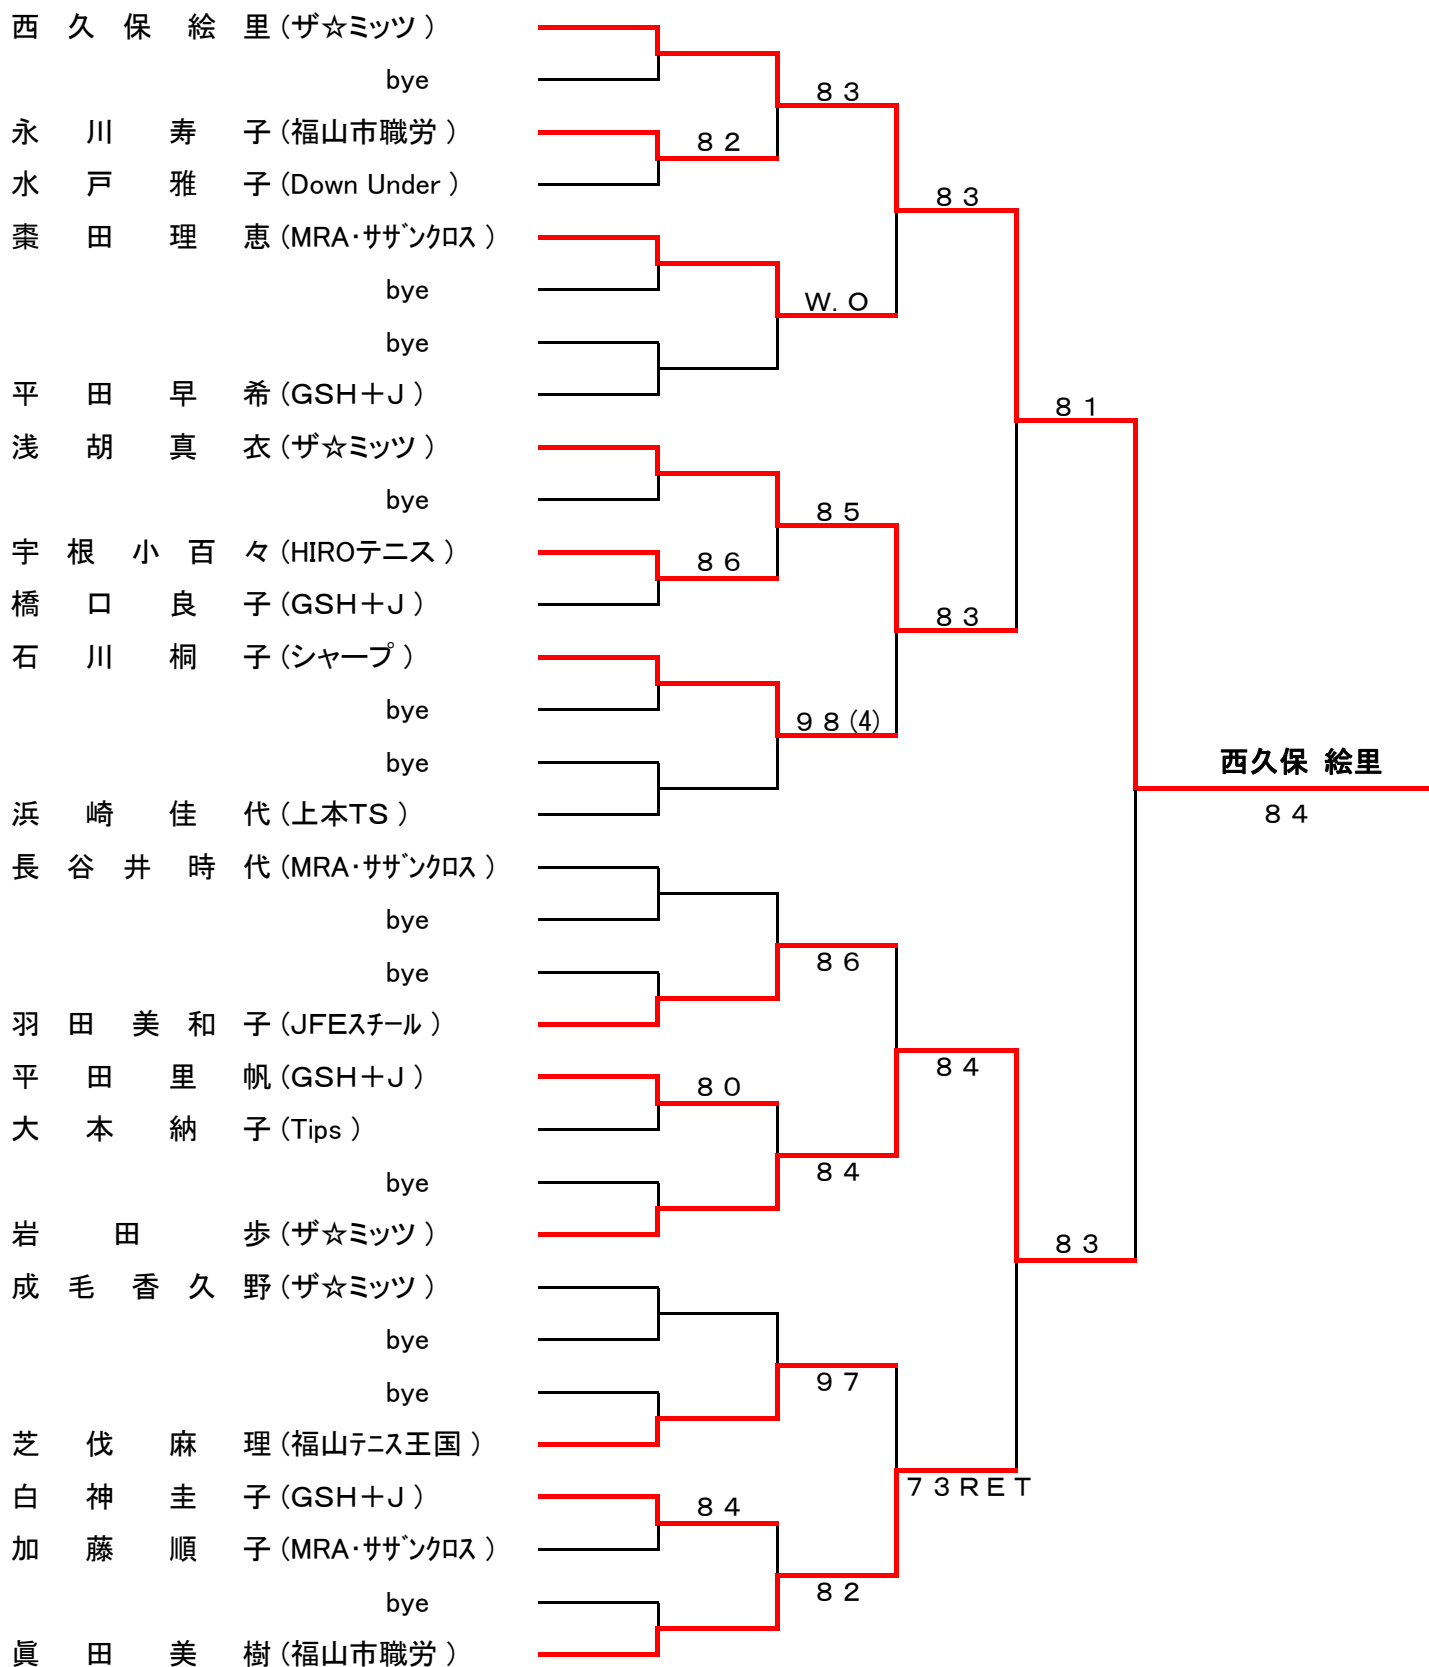 西久保絵里(ザ☆ミッツ)
bye
83
永川寿子(福山市職労)
82
水戸雅子(Down Under)
83
棗田理恵(MRA･ｻｻﾞﾝｸﾛｽ)
bye
W.O
bye
平田早希(GSH+J)
81
浅胡真衣(ザ☆ミッツ)
bye
85
宇根小百々(HIROテニス)
86
橋口良子(GSH+J)
83
石川桐子(シャープ)
bye
98(4)
bye
西久保 絵里
浜崎佳代(上本TS)
84
長谷井時代(MRA･ｻｻﾞﾝｸﾛｽ)
bye
86
bye
羽田美和子(JFEｽﾁｰﾙ)
平田里帆(GSH+J)
80
84
大本納子(Tips)
bye
84
岩田歩(ザ☆ミッツ)
83
成毛香久野(ザ☆ミッツ)
bye
bye
97
芝伐麻理(福山ﾃﾆｽ王国)
白神圭子(GSH+J)
84
73RET
加藤順子(MRA･ｻｻﾞﾝｸﾛｽ)
bye
82
眞田美樹(福山市職労)